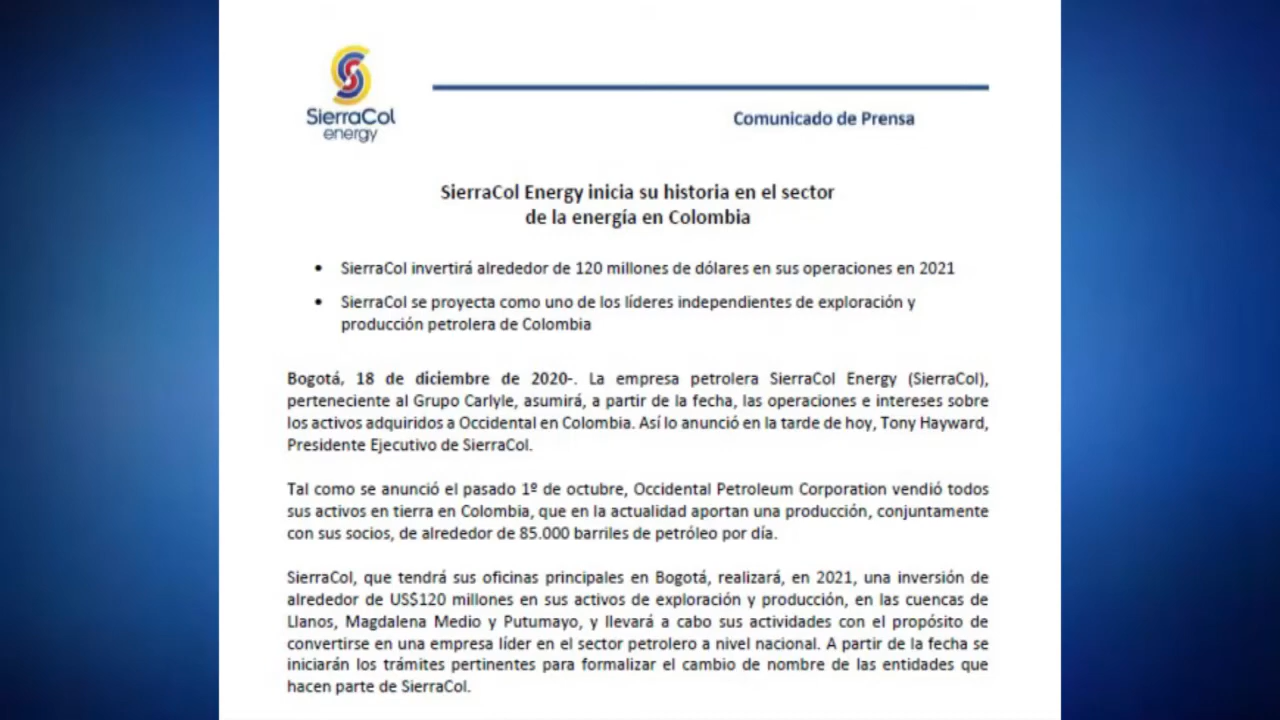 SierraCol
energy
Comunicado de Prensa
SierraCol Energy inicia su historia en el sector
de la energía en Colombia
• SierraCol invertirá alrededor de 120 millones de dólares en sus operaciones en 2021
• SierraCol se proyecta como uno de los líderes independientes de exploración y
producción petrolera de Colombia
Bogotá, 18 de diciembre de 2020-. La empresa petrolera SierraCol Energy (SierraCol),
perteneciente al Grupo Carlyle, asumirá, a partir de la fecha, las operaciones e intereses sobre
los activos adquiridos a Occidental en Colombia. Así lo anunció en la tarde de hoy, Tony Hayward,
Presidente Ejecutivo de SierraCol.
Tal como se anunció el pasado 1º de octubre, Occidental Petroleum Corporation vendió todos
sus activos en tierra en Colombia, que en la actualidad aportan una producción, conjuntamente
con sus socios, de alrededor de 85.000 barriles de petróleo por día.
SierraCol, que tendrá sus oficinas principales en Bogotá, realizará, en 2021, una inversión de
alrededor de US$120 millones en sus activos de exploración y producción, en las cuencas de
Llanos, Magdalena Medio y Putumayo, y llevará a cabo sus actividades con el propósito de
convertirse en una empresa líder en el sector petrolero a nivel nacional. A partir de la fecha se
iniciarán los trámites pertinentes para formalizar el cambio de nombre de las entidades que
hacen parte de SierraCol.